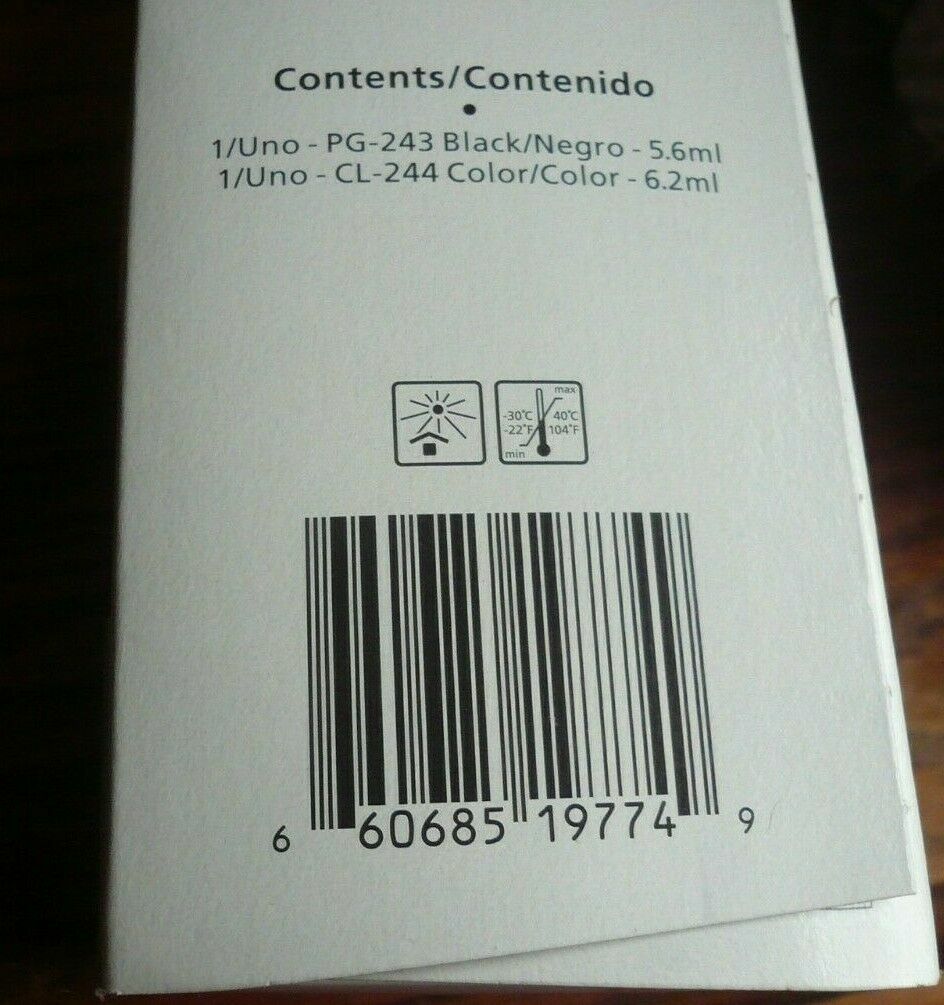 Contents/Contenido
•
1/Uno - PG-243 Black/Negro - 5.6ml
1/Uno - CL-244 Color/Color - 6.2ml
max
-30°C 40°C
-22°F 104°F
min
6 60685 19774 9